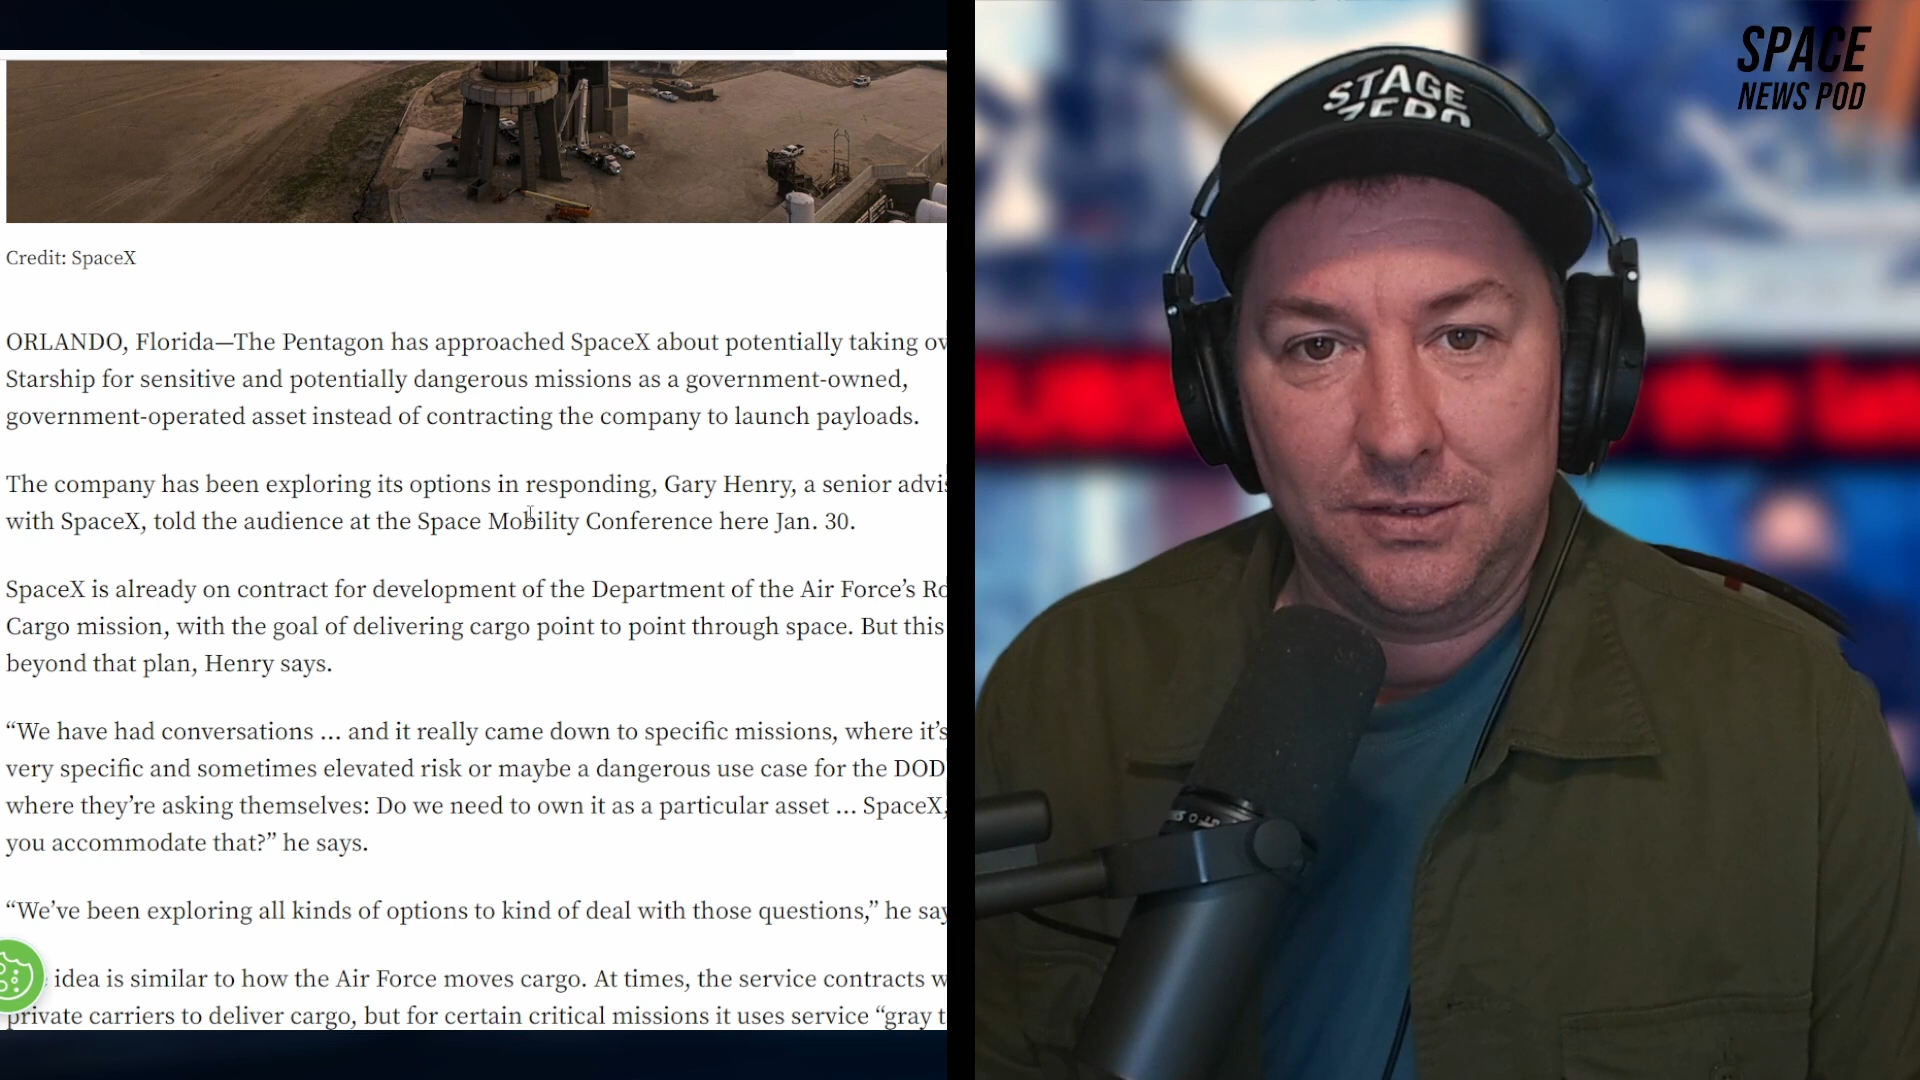 Credit: SpaceX
ORLANDO, Florida—The Pentagon has approached SpaceX about potentially taking
Starship for sensitive and potentially dangerous missions as a government-owned,
government-operated asset instead of contracting the company to launch payloads.
The company has been exploring its options in responding, Gary Henry, a senior
with SpaceX, told the audience at the Space Mobility Conference here Jan. 30.
SpaceX is already on contract for development of the Department of the Air Force’s
Cargo mission, with the goal of delivering cargo point to point through space. But this
beyond that plan, Henry says.
“We have had conversations … and it really came down to specific missions, where it’s
very specific and sometimes elevated risk or maybe a dangerous use case for the DOD
where they’re asking themselves: Do we need to own it as a particular asset … SpaceX,
you accommodate that?” he says.
“We’ve been exploring all kinds of options to kind of deal with those questions,” he
idea is similar to how the Air Force moves cargo. At times, the service contracts
private carriers to deliver cargo, but for certain critical missions it uses service “gray
SPACE
NEWS POD
STAGE
ZERO